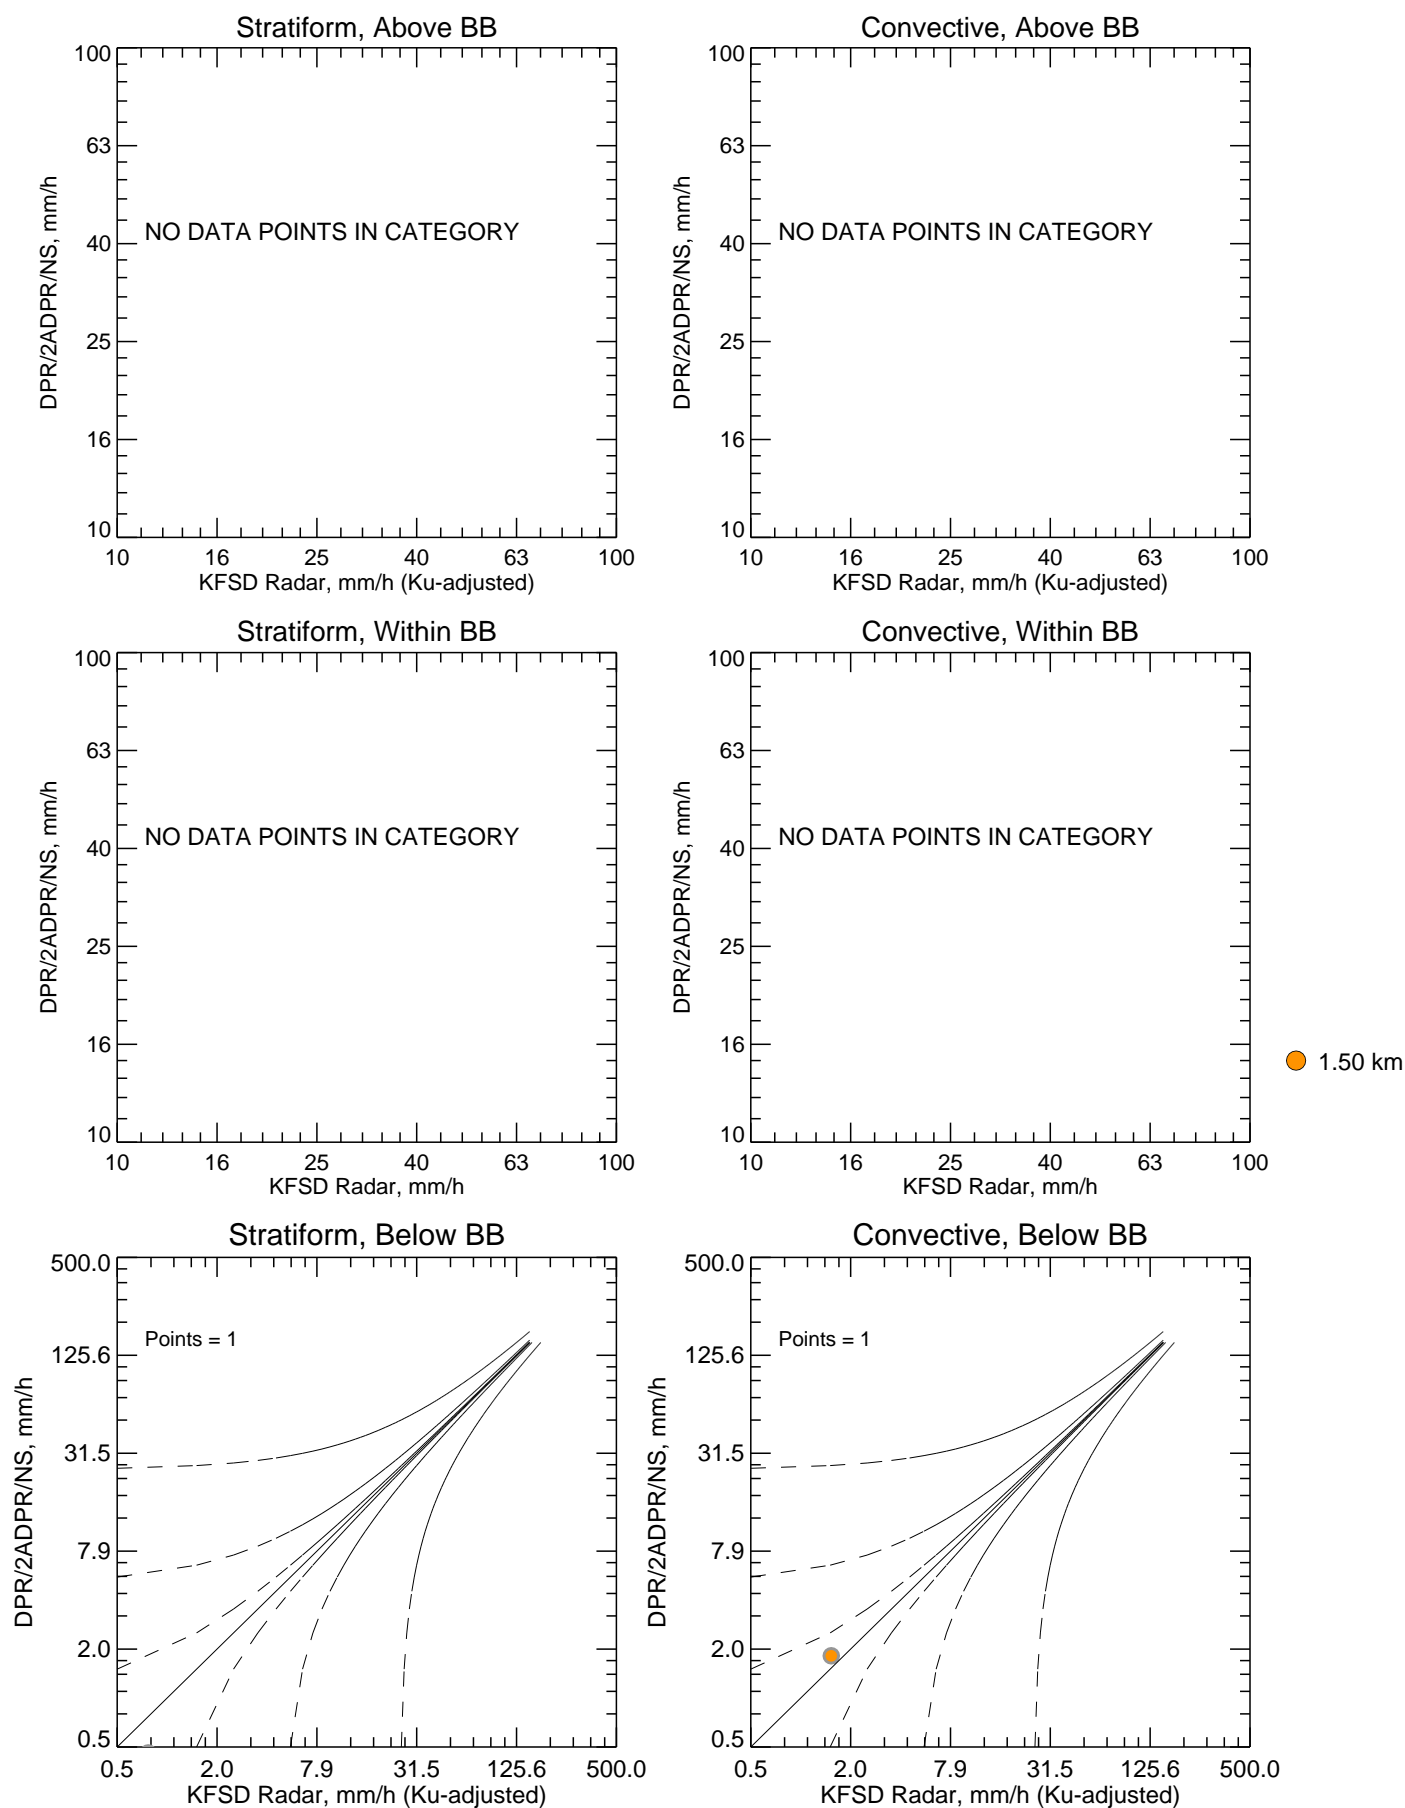 Stratiform, Above BB
100
63
40
25
16
10
DPR/2ADPR/NS, mm/h
NO DATA POINTS IN CATEGORY
10 16 25 40 63 100
KFSD Radar, mm/h (Ku-adjusted)
Convective, Above BB
100
63
40
25
16
10
DPR/2ADPR/NS, mm/h
NO DATA POINTS IN CATEGORY
10 16 25 40 63 100
KFSD Radar, mm/h (Ku-adjusted)
Stratiform, Within BB
100
63
40
25
16
10
DPR/2ADPR/NS, mm/h
NO DATA POINTS IN CATEGORY
10 16 25 40 63 100
KFSD Radar, mm/h
Convective, Within BB
100
63
40
25
16
10
DPR/2ADPR/NS, mm/h
NO DATA POINTS IN CATEGORY
10 16 25 40 63 100
KFSD Radar, mm/h
1.50 km
Stratiform, Below BB
500.0
125.6
31.5
7.9
2.0
0.5
DPR/2ADPR/NS, mm/h
Points = 1
0.5 2.0 7.9 31.5 125.6 500.0
KFSD Radar, mm/h (Ku-adjusted)
Convective, Below BB
500.0
125.6
31.5
7.9
2.0
0.5
DPR/2ADPR/NS, mm/h
Points = 1
0.5 2.0 7.9 31.5 125.6 500.0
KFSD Radar, mm/h (Ku-adjusted)